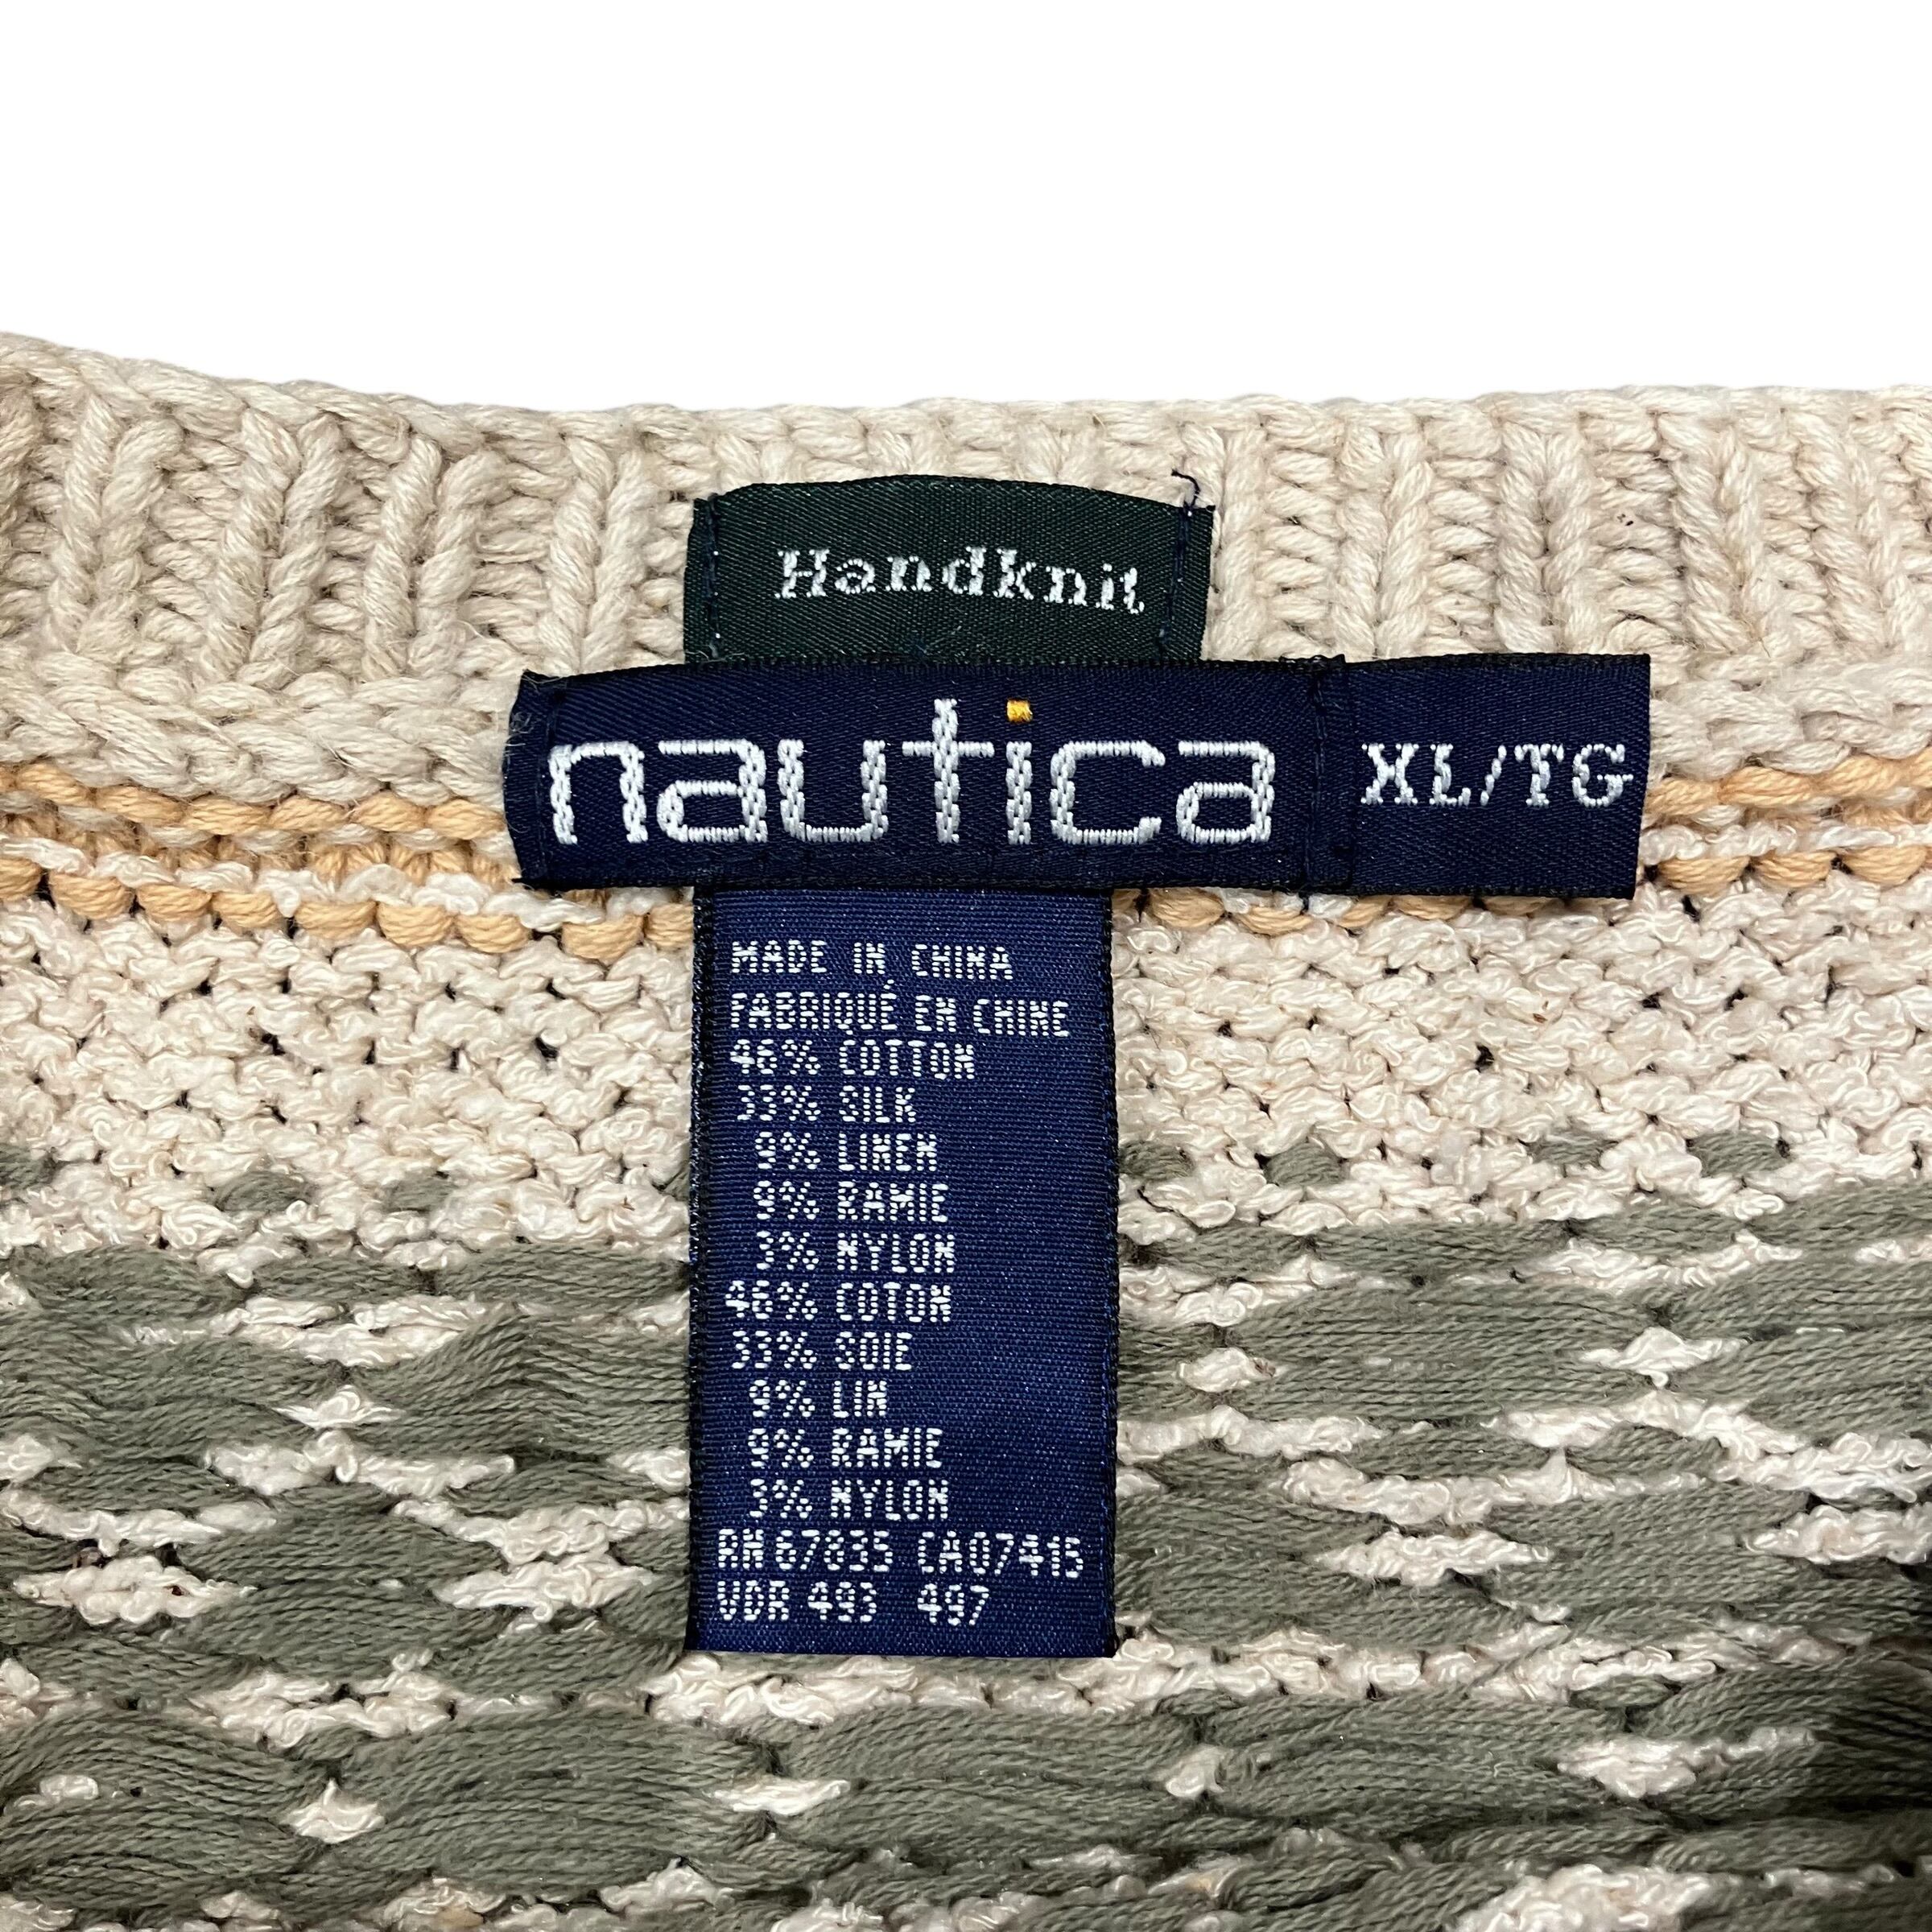 Handknit
nautica XL/TG
MADE IN CHINA
FABRIQUÉ EN CHINE
46% COTTON
33% SILK
9% LINEN
9% RAMIE
3% NYLON
46% COTON
33% SOIE
9% LIN
9% RAMIE
3% NYLON
RN 67835 CA07415
VDR 493 497